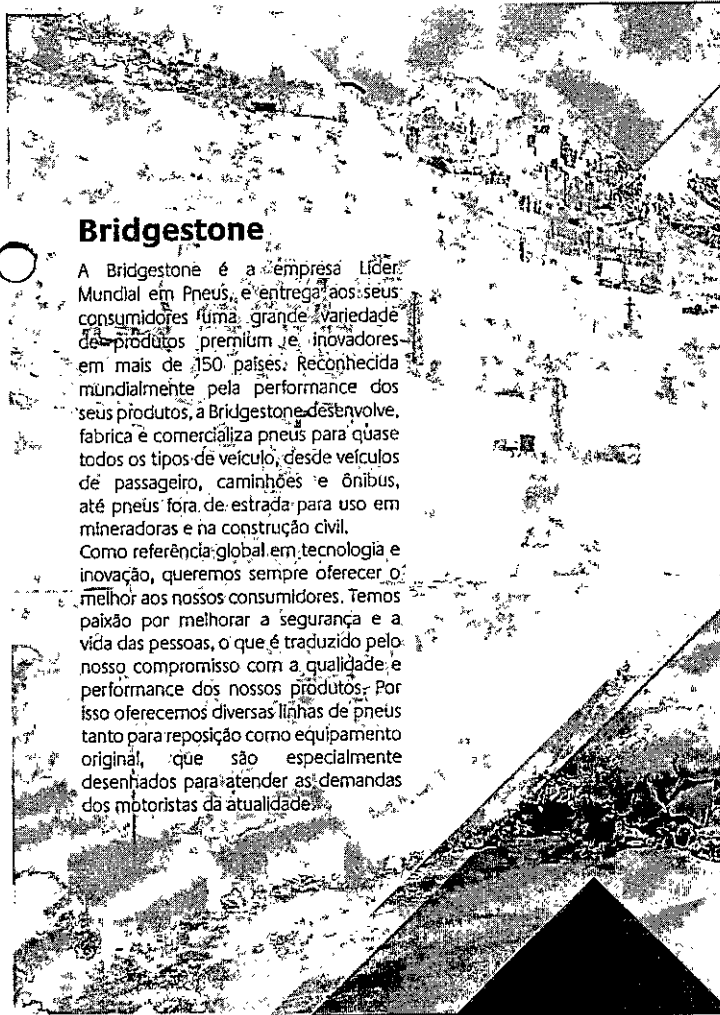 Bridgestone
A Bridgestone é a empresa Líder
Mundial em Pneus, e entrega aos seus
consumidores uma grande variedade
de produtos premium e inovadores
em mais de 150 países. Reconhecida
mundialmente pela performance dos
seus produtos, a Bridgestone desenvolve,
fabrica e comercializa pneus para quase
todos os tipos de veículo, desde veículos
de passageiro, caminhões e ônibus,
até pneus fora de estrada para uso em
mineradoras e na construção civil.
Como referência global em tecnologia e
inovação, queremos sempre oferecer o
melhor aos nossos consumidores. Temos
paixão por melhorar a segurança e a
vida das pessoas, o que é traduzido pelo
nosso compromisso com a qualidade e
performance dos nossos produtos. Por
isso oferecemos diversas linhas de pneus
tanto para reposição como equipamento
original, que são especialmente
desenhados para atender as demandas
dos motoristas da atualidade.